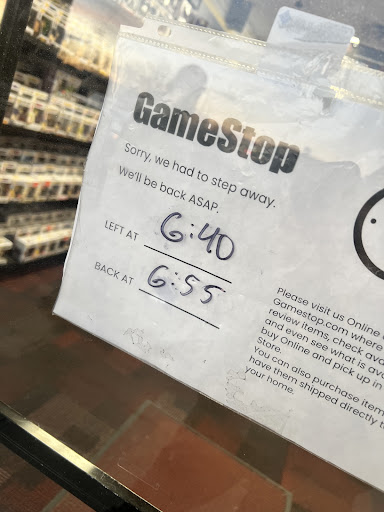 GameStop
Sorry, we had to step away.
We'll be back ASAP.
LEFT AT 6:40
BACK AT 6:55
Please visit us Online
Gamestop.com where
review items, check
and even see what is
buy Online and pick up in
Store.
You can also purchase
have them shipped directly
your home.